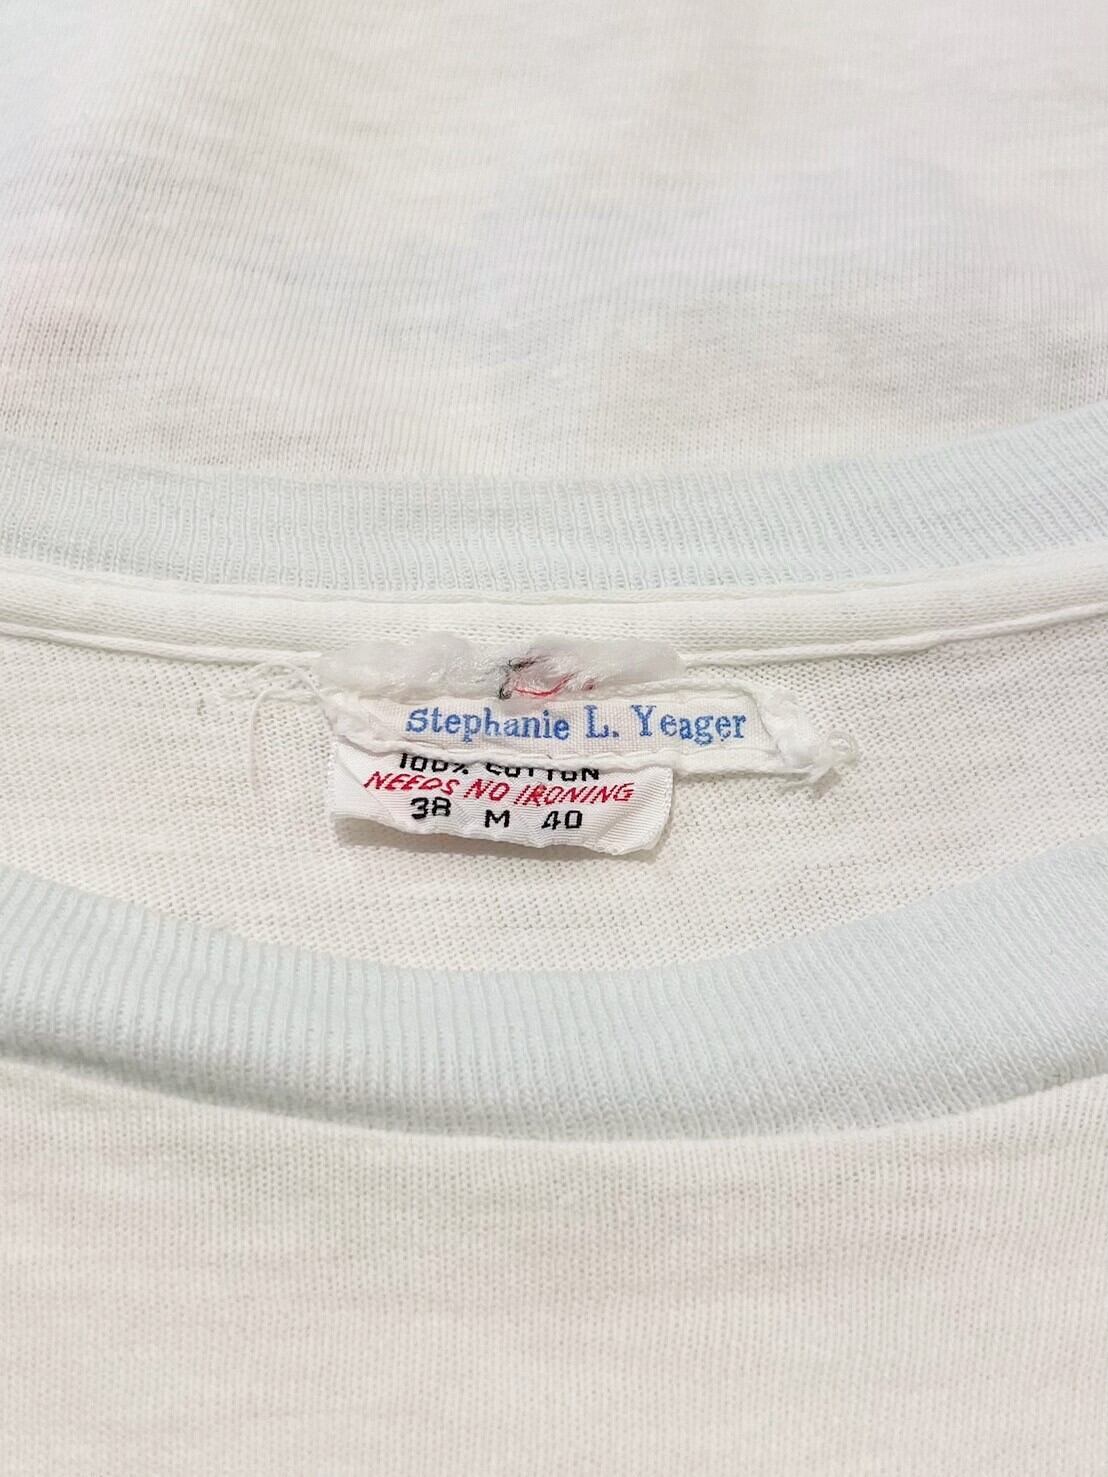 Stephanie L. Yeager
100% COTTON
NEEDS NO IRONING
38 M 40